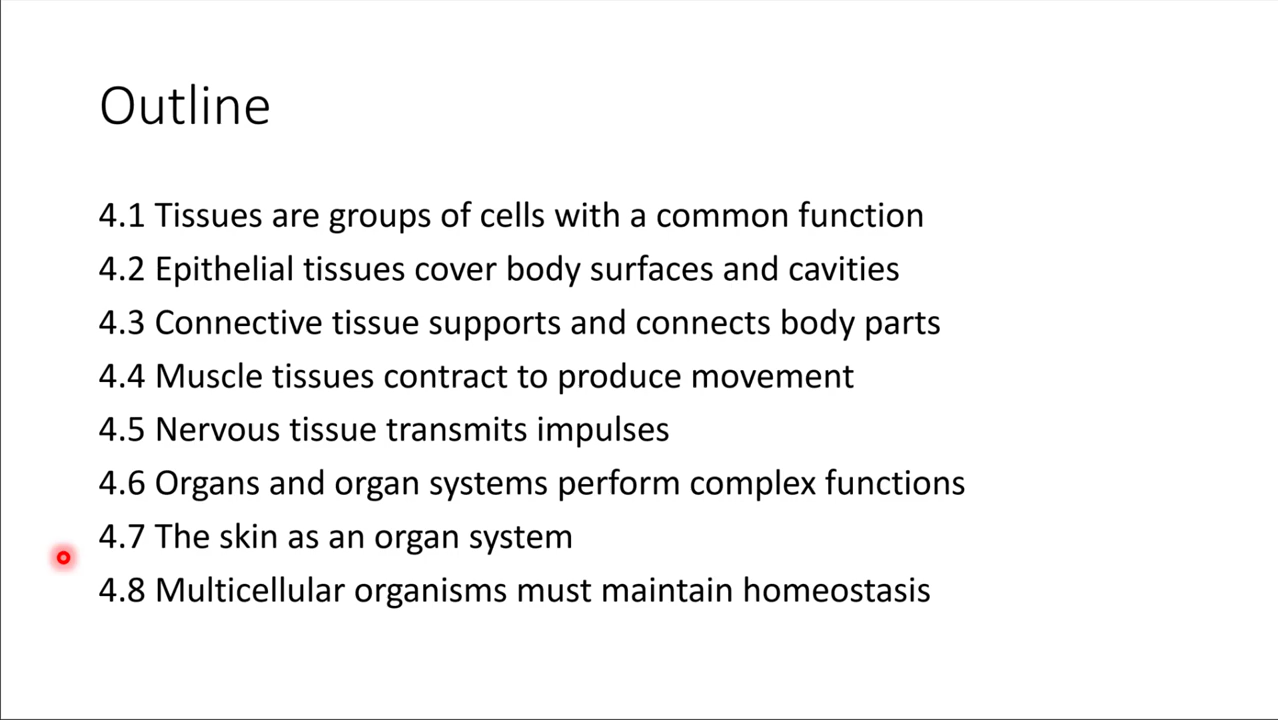 Outline
4.1 Tissues are groups of cells with a common function
4.2 Epithelial tissues cover body surfaces and cavities
4.3 Connective tissue supports and connects body parts
4.4 Muscle tissues contract to produce movement
4.5 Nervous tissue transmits impulses
4.6 Organs and organ systems perform complex functions
4.7 The skin as an organ system
4.8 Multicellular organisms must maintain homeostasis